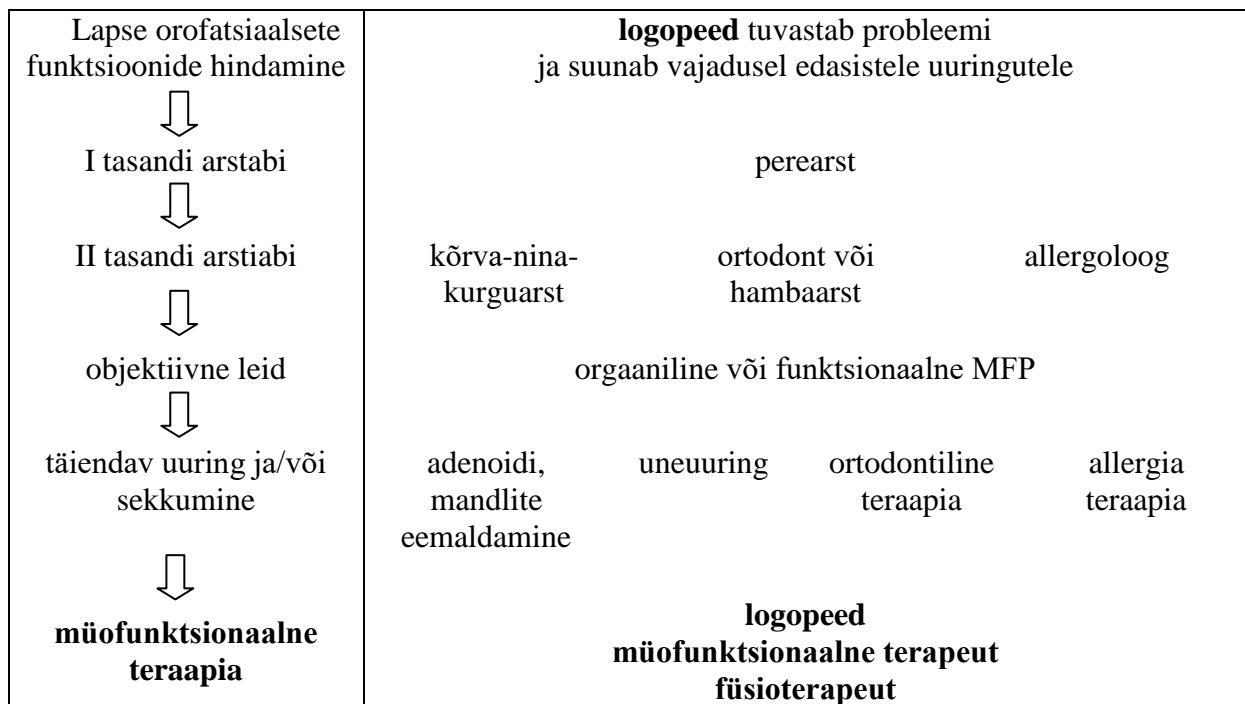 Lapse orofatsiaalsete
funktsioonide hindamine
logopeed tuvastab probleemi
ja suunab vajadusel edasistele uuringutele
I tasandi arstabi
perearst
II tasandi arstiabi
kõrva-nina-
kurguarst
ortodont või
hambaarst
allergoloog
objektiivne leid
orgaaniline või funktsionaalne MFP
täiendav uuring ja/või
sekkumine
adenoidi,
mandlite
eemaldamine
uneuuring
ortodontiline
teraapia
allergia
teraapia
müofunktsionaalne
teraapia
logopeed
müofunktsionaalne terapeut
füsioterapeut